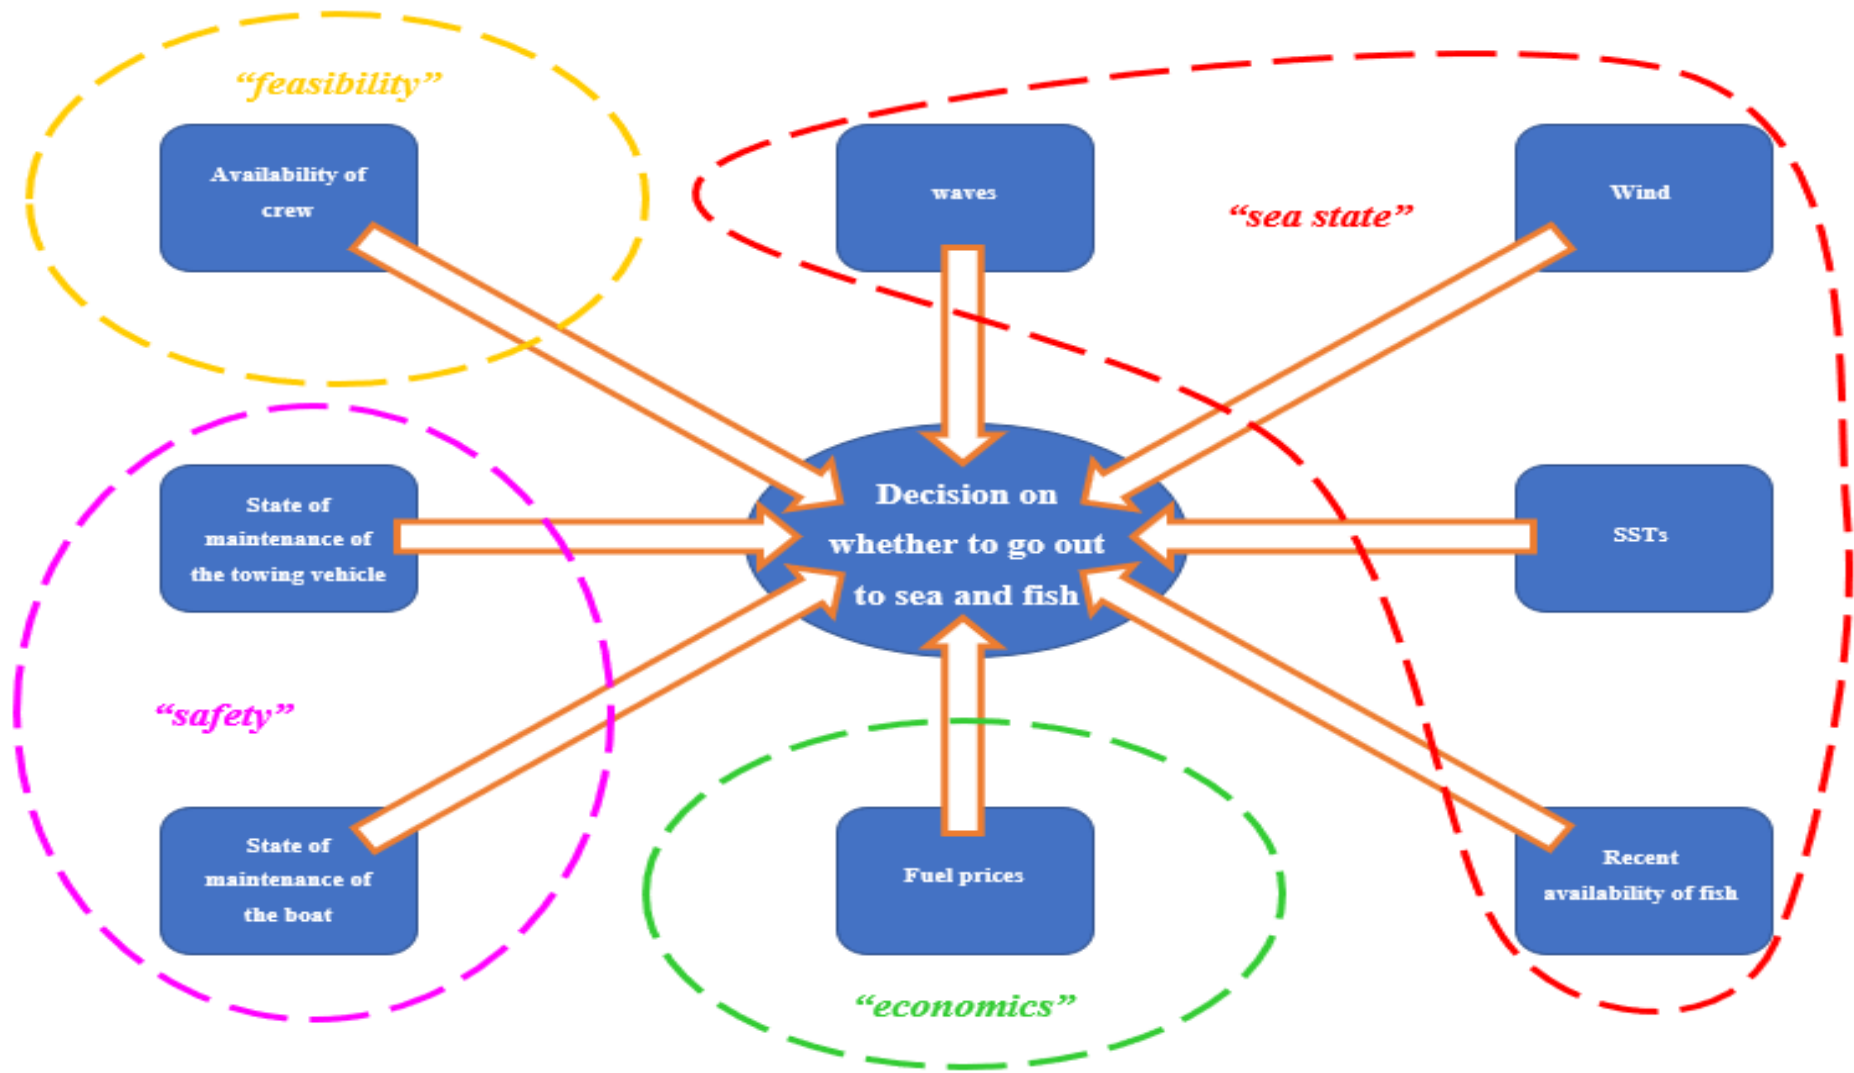 “feasibility”
Availability of
crew
waves
“sea state”
Wind
State of
maintenance of
the towing vehicle
Decision on
whether to go out
to sea and fish
SSTs
“safety”
State of
maintenance of
the boat
Fuel prices
Recent
availability of fish
“economics”